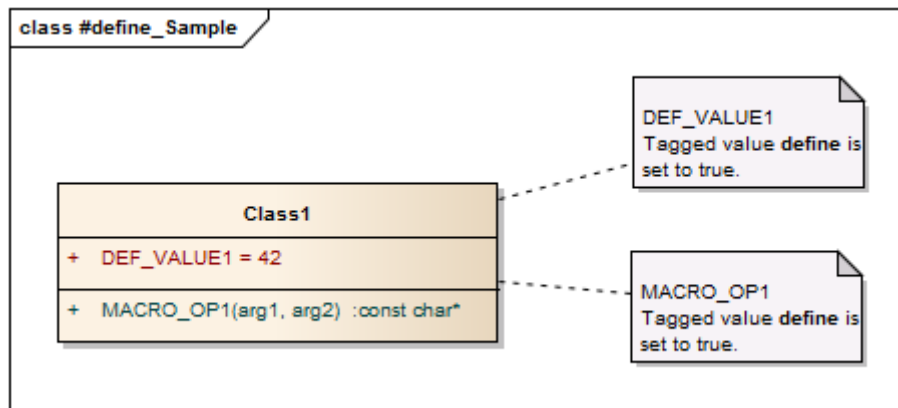 class #define_Sample
DEF_VALUE1
Tagged value define is
set to true.
Class1
+ DEF_VALUE1 = 42
+ MACRO_OP1(arg1, arg2) :const char*
MACRO_OP1
Tagged value define is
set to true.